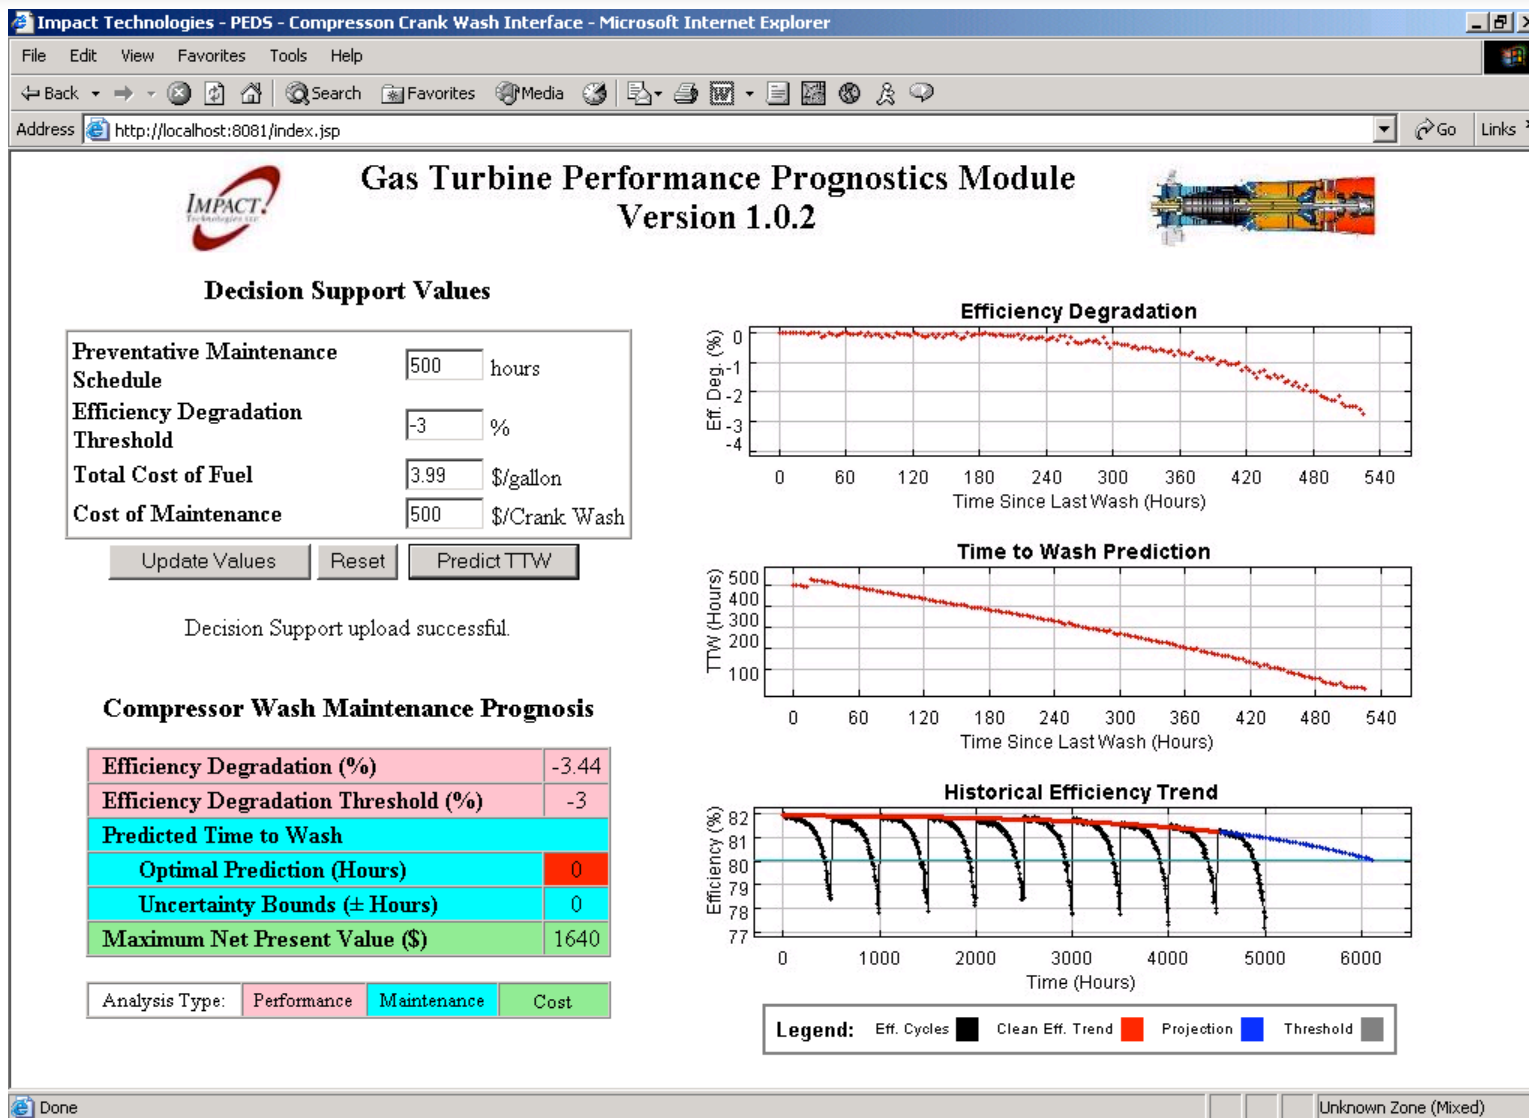 Impact Technologies - PEDS - Compresson Crank Wash Interface - Microsoft Internet Explorer
File Edit View Favorites Tools Help
Back Search Favorites Media
Address http://localhost:8081/index.jsp Go Links
IMPACT!
Technologies LLC
Gas Turbine Performance Prognostics Module
Version 1.0.2
Decision Support Values
Preventative Maintenance
Schedule
500 hours
Efficiency Degradation
Threshold
-3 %
Total Cost of Fuel 3.99 $/gallon
Cost of Maintenance 500 $/Crank Wash
Update Values Reset Predict TTW
Decision Support upload successful.
Compressor Wash Maintenance Prognosis
Efficiency Degradation (%) -3.44
Efficiency Degradation Threshold (%) -3
Predicted Time to Wash
Optimal Prediction (Hours) 0
Uncertainty Bounds (± Hours) 0
Maximum Net Present Value ($) 1640
Analysis Type: Performance Maintenance Cost
Efficiency Degradation
Eff. Deg. (%)
0
-1
-2
-3
-4
0 60 120 180 240 300 360 420 480 540
Time Since Last Wash (Hours)
Time to Wash Prediction
TTW (Hours)
500
400
300
200
100
0 60 120 180 240 300 360 420 480 540
Time Since Last Wash (Hours)
Historical Efficiency Trend
Efficiency (%)
82
81
80
79
78
77
0 1000 2000 3000 4000 5000 6000
Time (Hours)
Legend: Eff. Cycles Clean Eff. Trend Projection Threshold
Done Unknown Zone (Mixed)